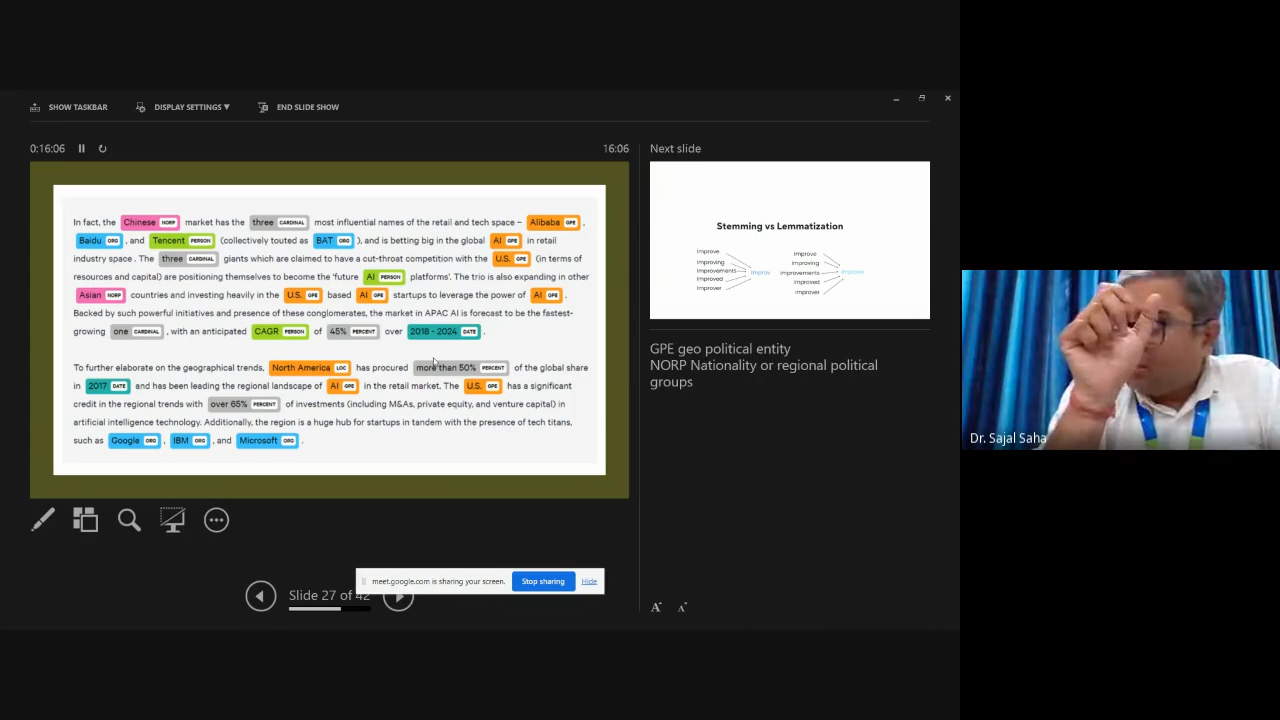 SHOW TASKBAR DISPLAY SETTINGS ▼ END SLIDE SHOW
0:16:06 16:06 Next slide
In fact, the Chinese NORP market has the three CARDINAL most influential names of the retail and tech space – Alibaba GPE ,
Baidu ORG , and Tencent PERSON (collectively touted as BAT ORG ), and is betting big in the global AI GPE in retail
industry space . The three CARDINAL giants which are claimed to have a cut-throat competition with the U.S. GPE (in terms of
resources and capital) are positioning themselves to become the 'future AI PERSON platforms'. The trio is also expanding in other
Asian NORP countries and investing heavily in the U.S. GPE based AI GPE startups to leverage the power of AI GPE .
Backed by such powerful initiatives and presence of these conglomerates, the market in APAC AI is forecast to be the fastest-
growing one CARDINAL , with an anticipated CAGR PERSON of 45% PERCENT over 2018 - 2024 DATE .
To further elaborate on the geographical trends, North America LOC has procured more than 50% PERCENT of the global share
in 2017 DATE and has been leading the regional landscape of AI GPE in the retail market. The U.S. GPE has a significant
credit in the regional trends with over 65% PERCENT of investments (including M&As, private equity, and venture capital) in
artificial intelligence technology. Additionally, the region is a huge hub for startups in tandem with the presence of tech titans,
such as Google ORG , IBM ORG , and Microsoft ORG .
Stemming vs Lemmatization
Improve
Improving
Improvements
Improved
Improver
Improv
Improve
Improving
Improvements
Improved
Improver
Improve
GPE geo political entity
NORP Nationality or regional political
groups
Dr. Sajal Saha
meet.google.com is sharing your screen. Stop sharing Hide
Slide 27 of 42
A A